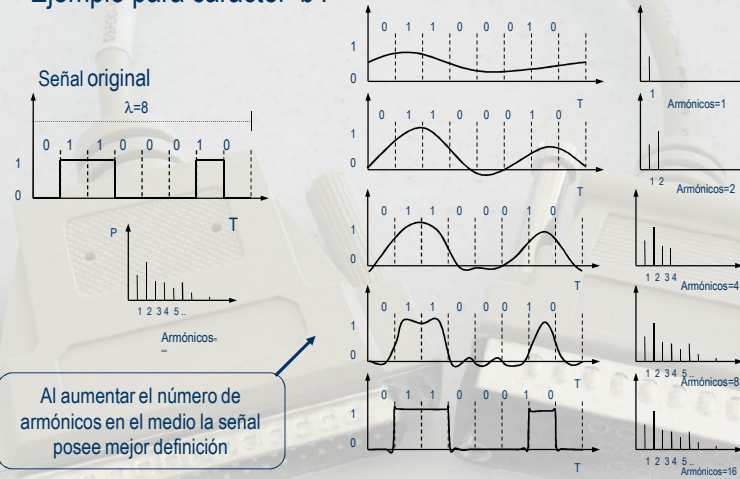 Ejemplo para carácter b :
Señal original
λ=8
0 1 1 0 0 0 1 0
1
0
T
P
1 2 3 4 5 ..
Armónicos=
∞
Al aumentar el número de
armónicos en el medio la señal
posee mejor definición
0 1 1 0 0 0 1 0
1
0
T
1
Armónicos=1
0 1 1 0 0 0 1 0
1
0
T
1 2
Armónicos=2
0 1 1 0 0 0 1 0
1
0
T
1 2 3 4
Armónicos=4
0 1 1 0 0 0 1 0
1
0
T
1 2 3 4 5 ..
Armónicos=8
0 1 1 0 0 0 1 0
1
0
T
1 2 3 4 5 ..
Armónicos=16